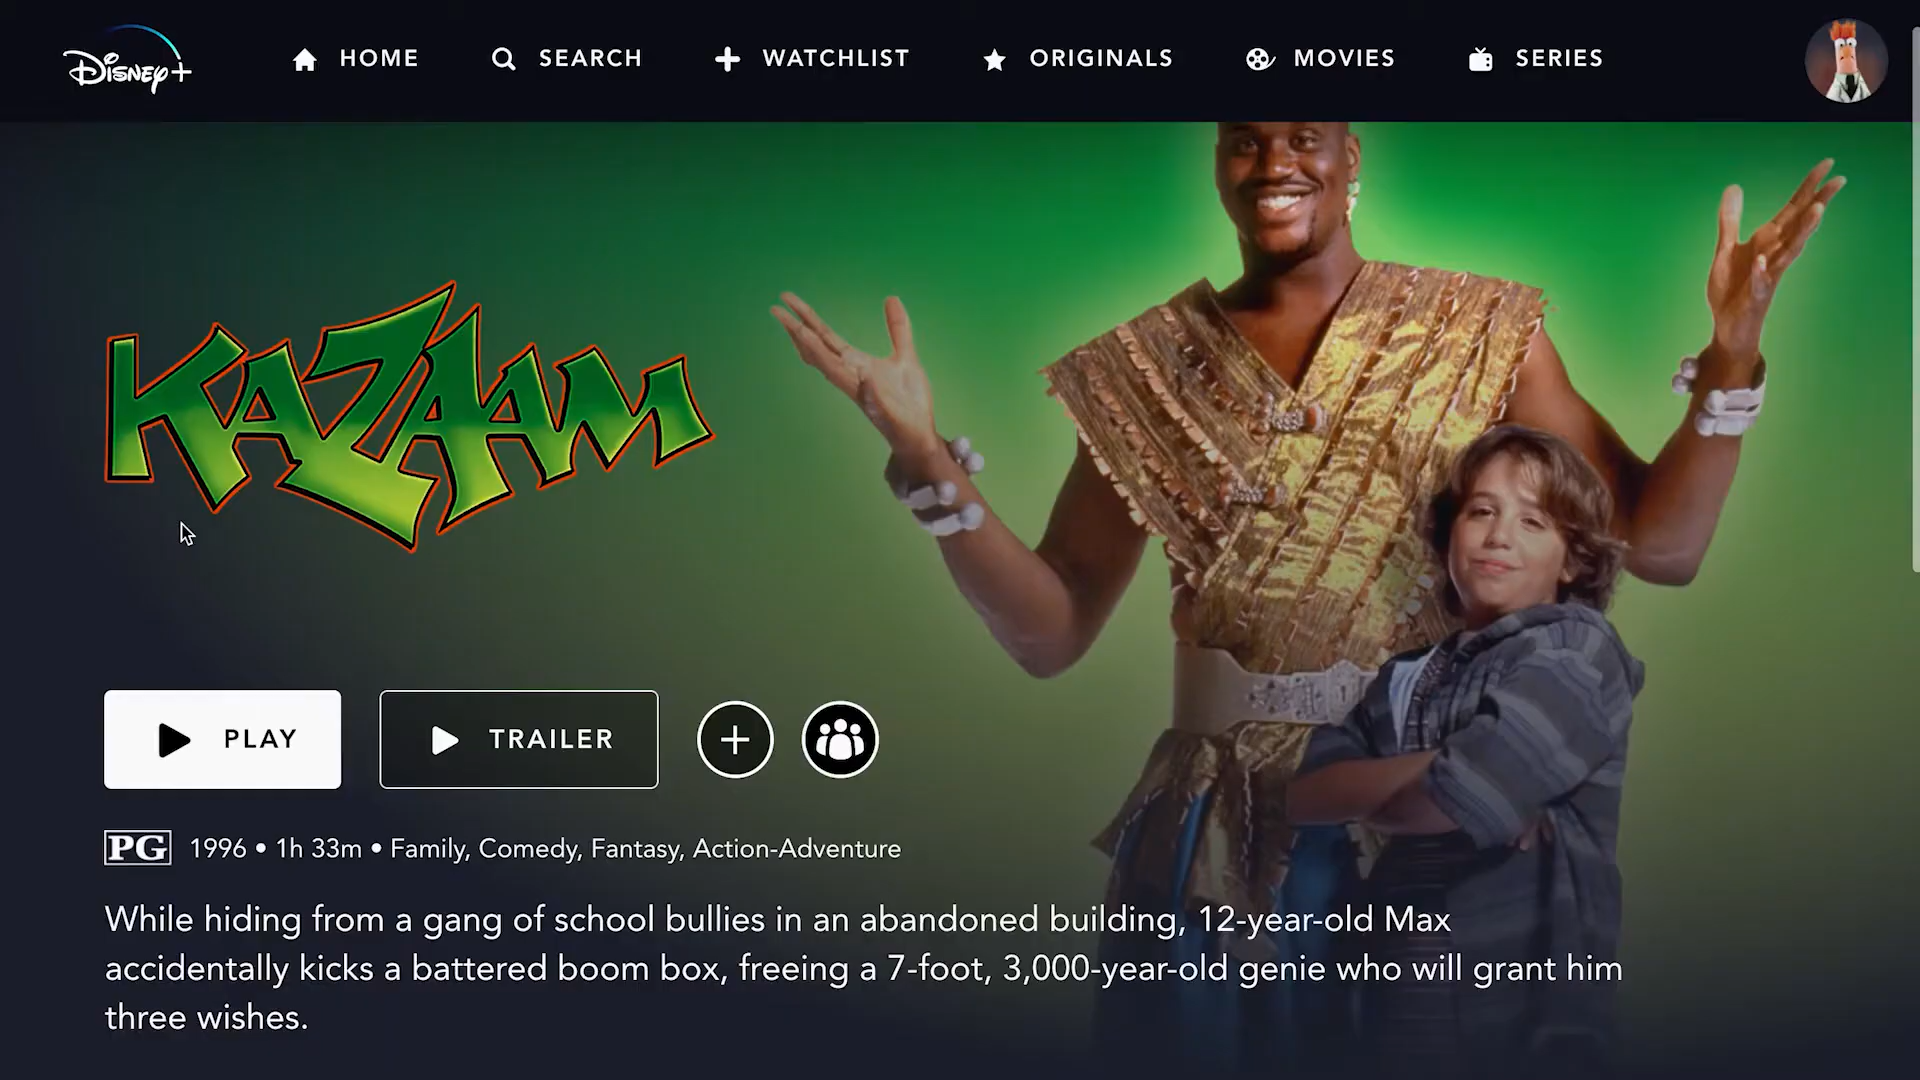 Disney+
HOME
SEARCH
WATCHLIST
ORIGINALS
MOVIES
SERIES
KAZAAM
PLAY
TRAILER
PG 1996 • 1h 33m • Family, Comedy, Fantasy, Action-Adventure
While hiding from a gang of school bullies in an abandoned building, 12-year-old Max
accidentally kicks a battered boom box, freeing a 7-foot, 3,000-year-old genie who will grant him
three wishes.